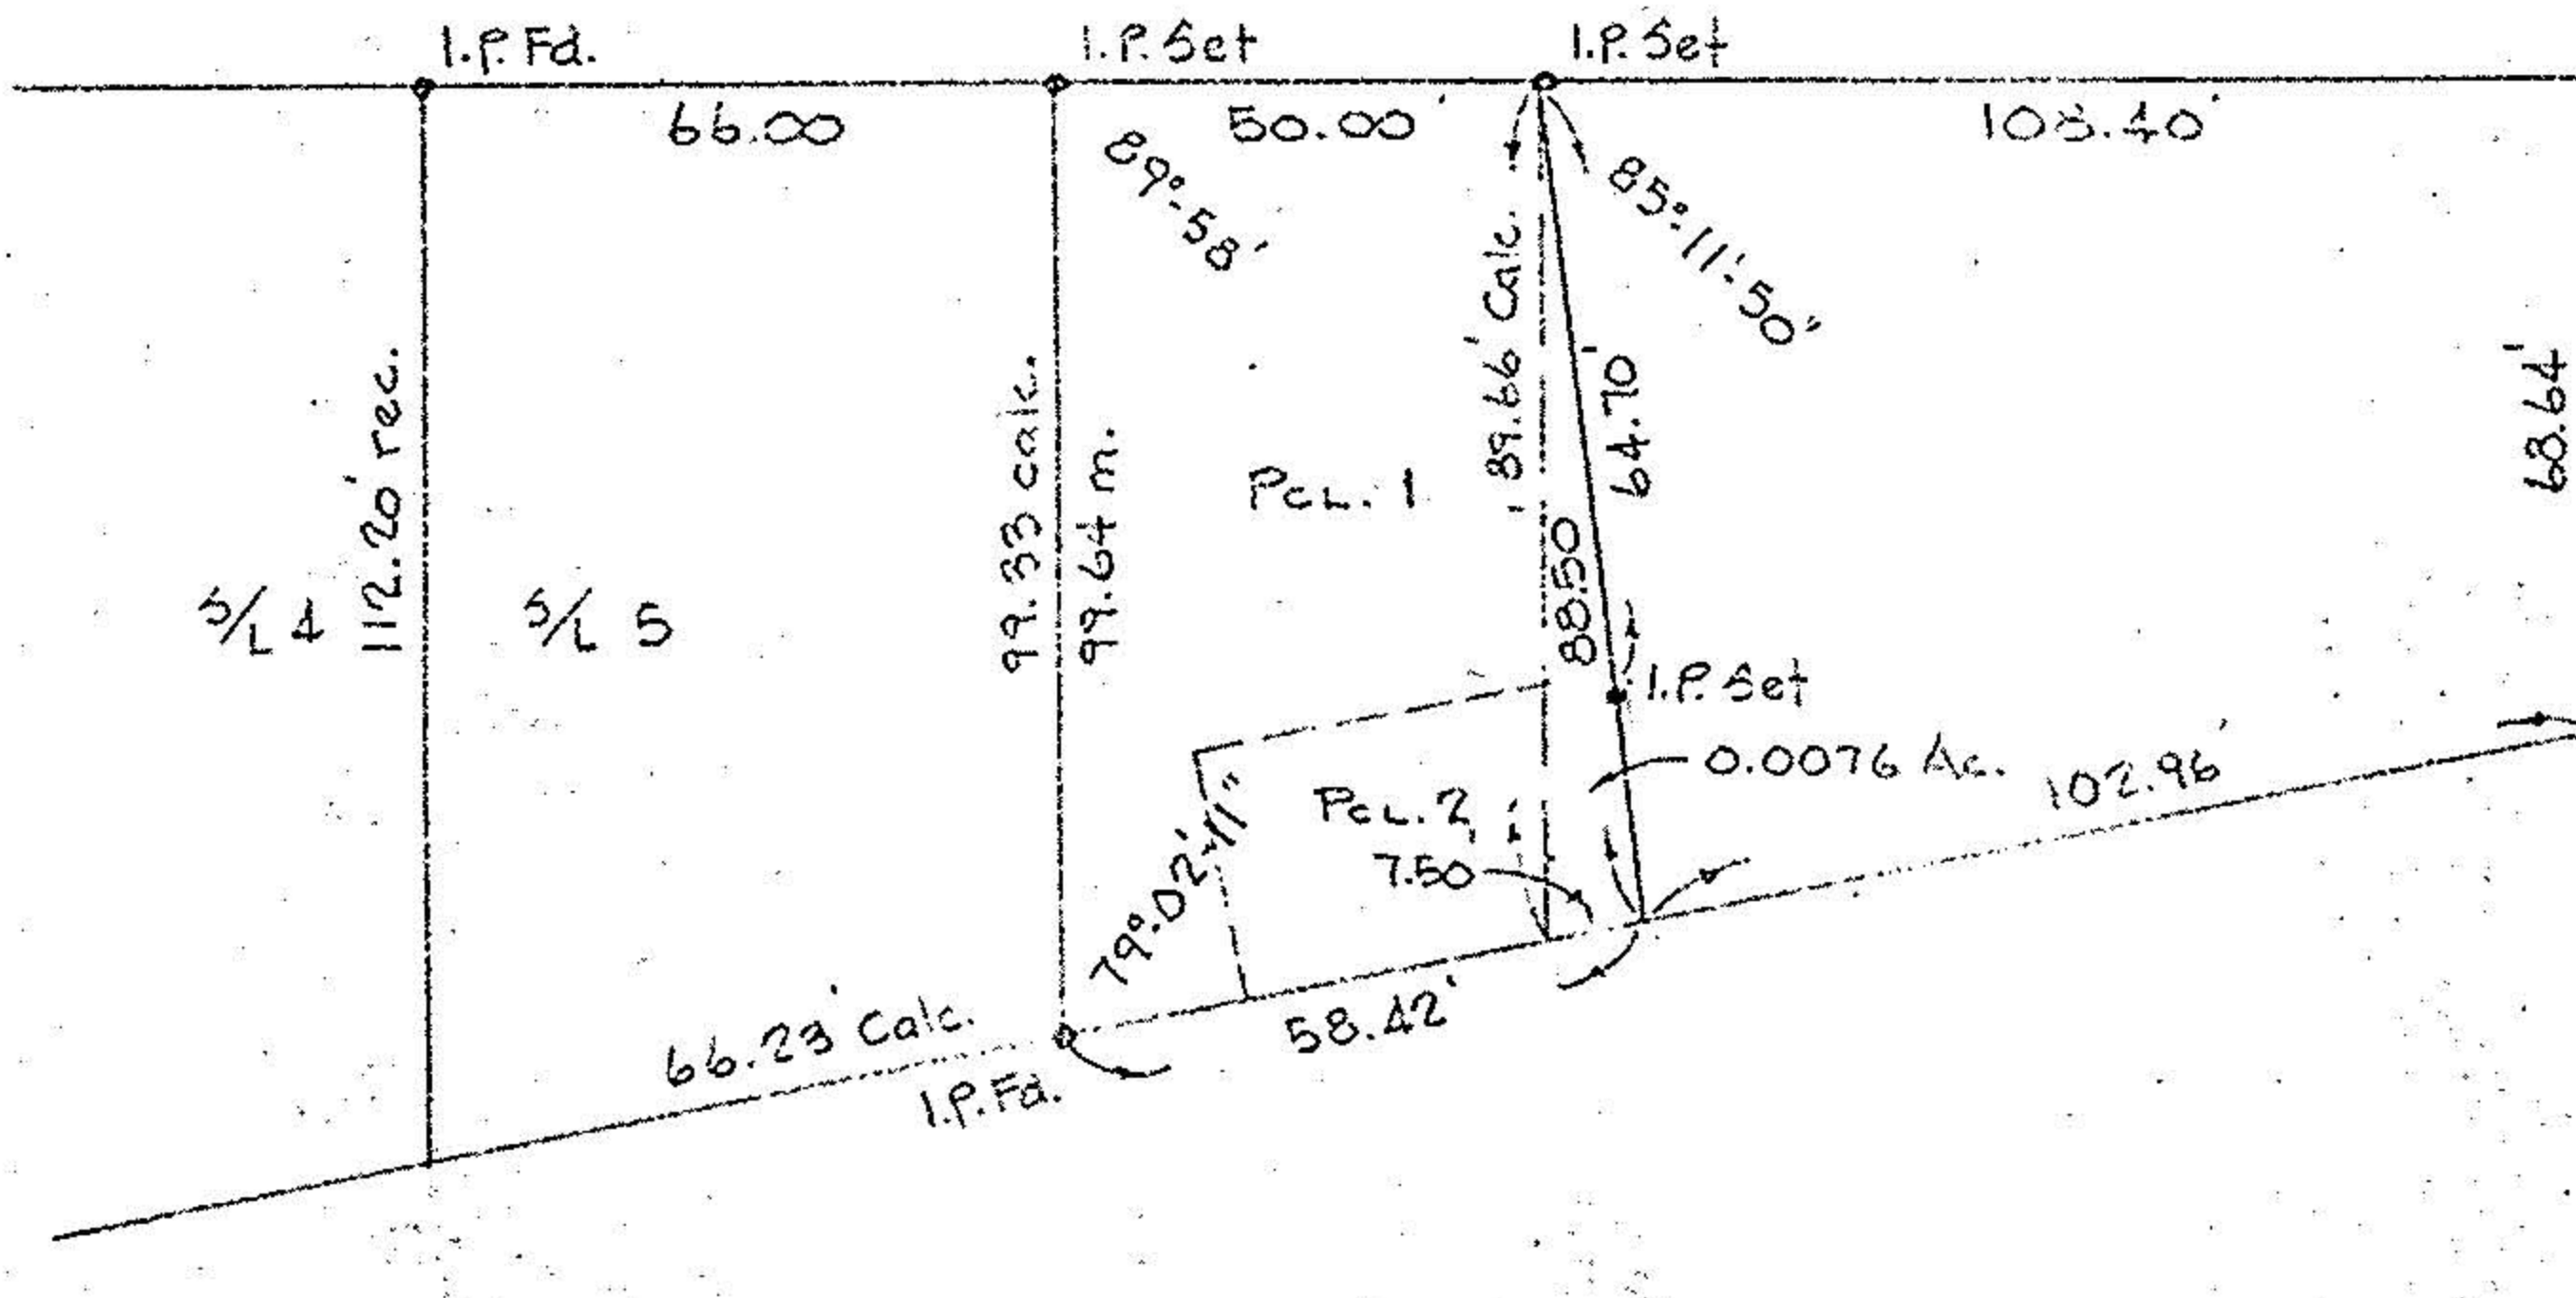 I.P. Fd.
I.P. Set
I.P. Set
66.00
50.00'
108.40'
89°-58'
85°-11'-50"
112.20' rec.
99.33 calc.
99.64 m.
89.66' Calc.
64.70'
88.50
68.64'
Pcl. 1
S/L 4
S/L 5
I.P. Set
0.0076 Ac.
102.96'
Pcl. 2
7.50
79°-02'-11"
58.42'
66.23' Calc.
I.P. Fd.